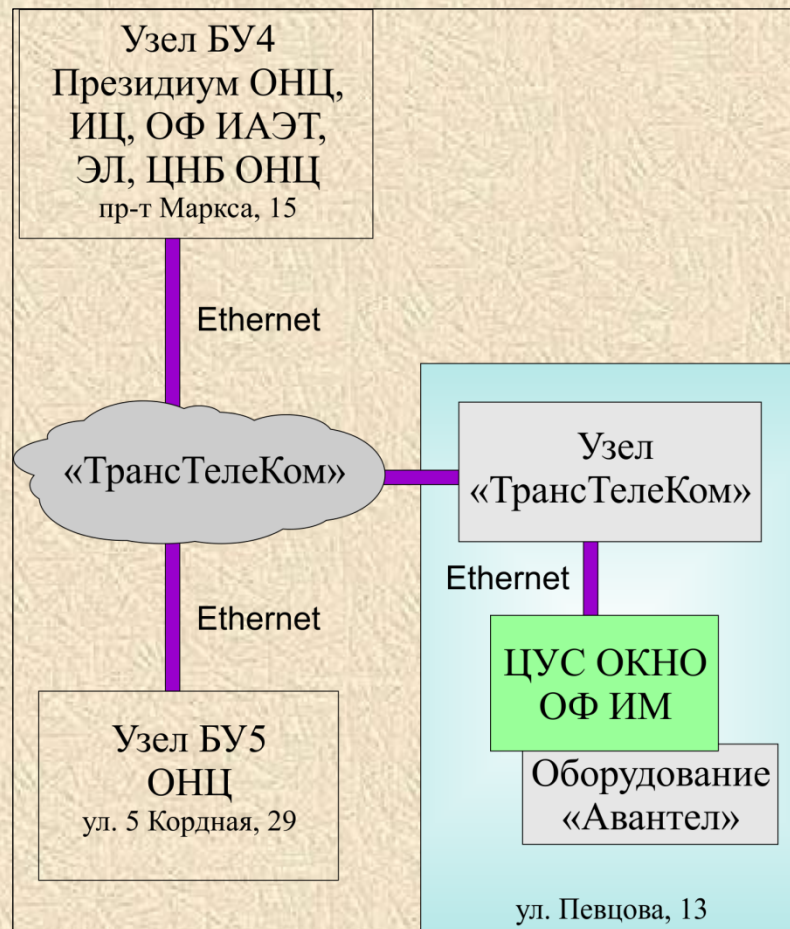 Узел БУ4
Президиум ОНЦ,
ИЦ, ОФ ИАЭТ,
ЭЛ, ЦНБ ОНЦ
пр-т Маркса, 15
Ethernet
«ТрансТелеКом»
Узел
«ТрансТелеКом»
Ethernet
Ethernet
ЦУС ОКНО
ОФ ИМ
Узел БУ5
ОНЦ
ул. 5 Кордная, 29
Оборудование
«Авантел»
ул. Певцова, 13